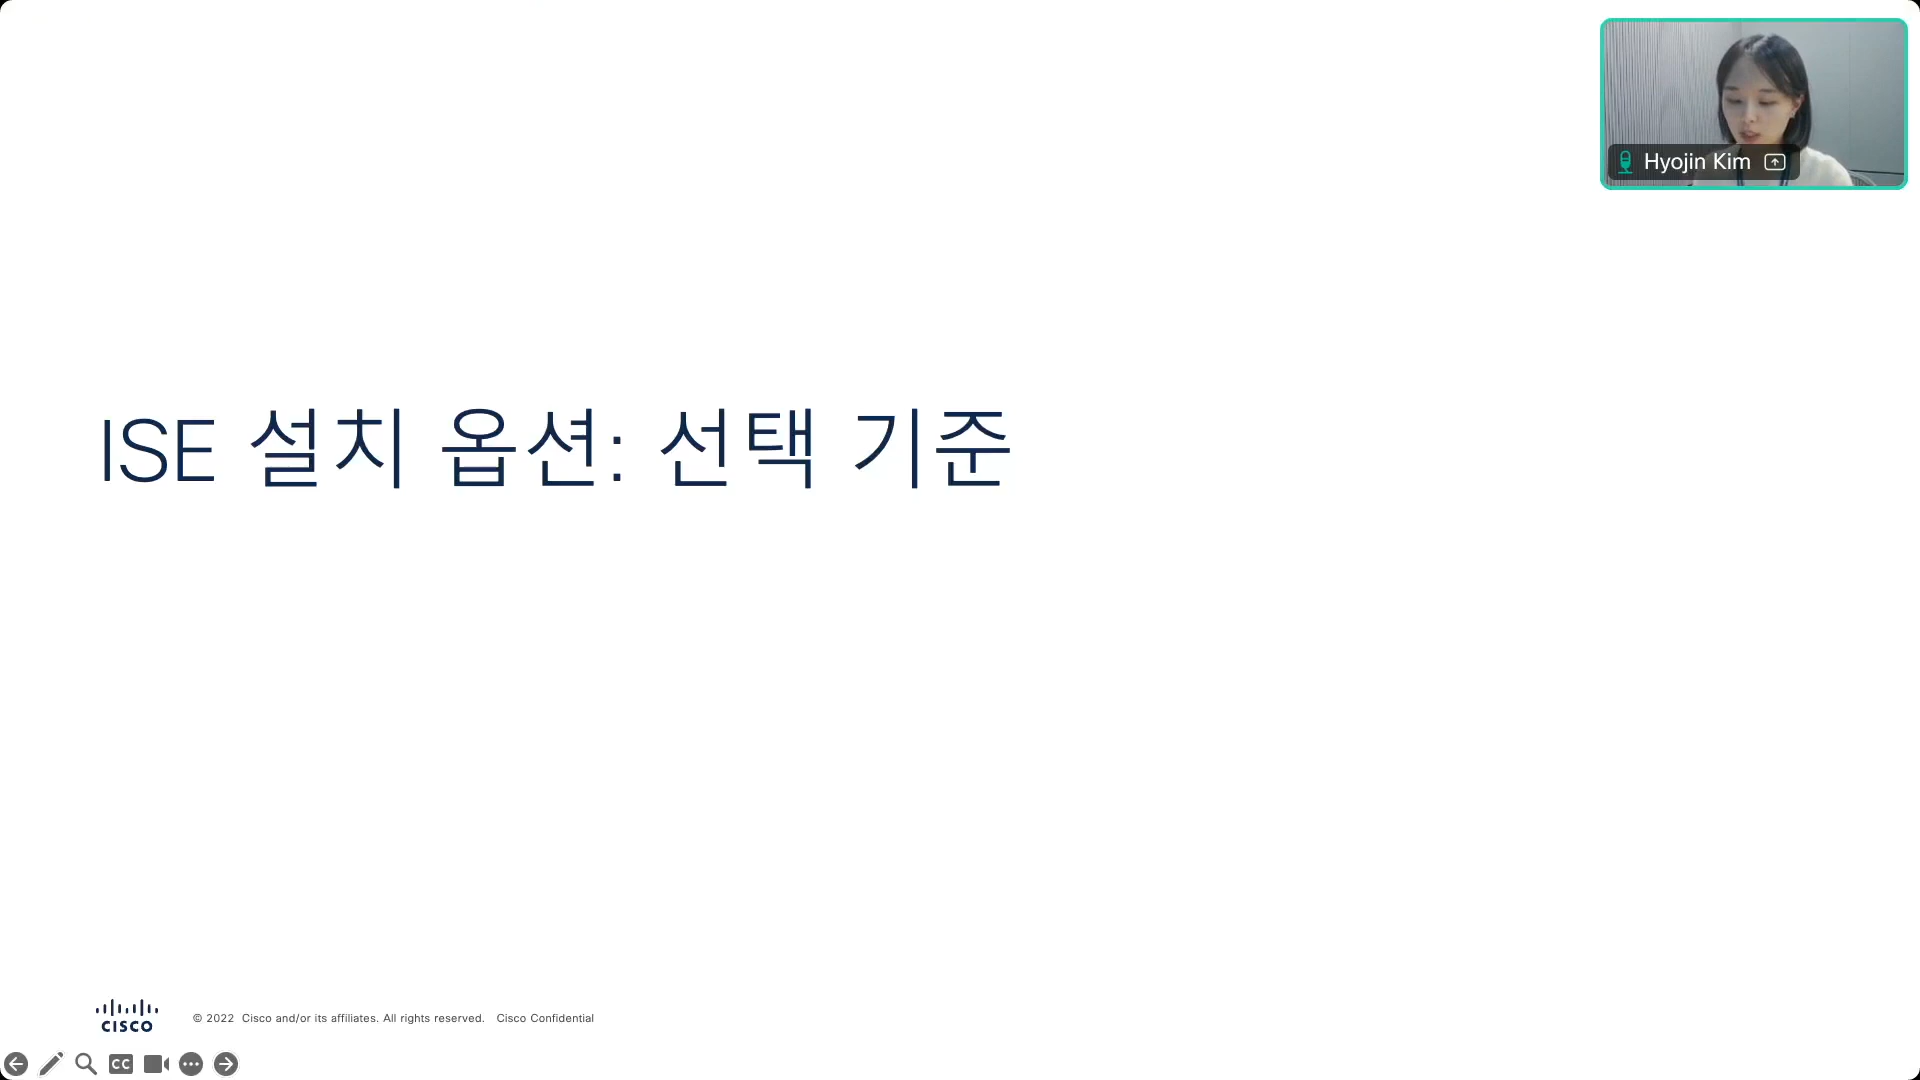 Hyojin Kim
ISE 설치 옵션: 선택 기준
CISCO
© 2022 Cisco and/or its affiliates. All rights reserved. Cisco Confidential
CC